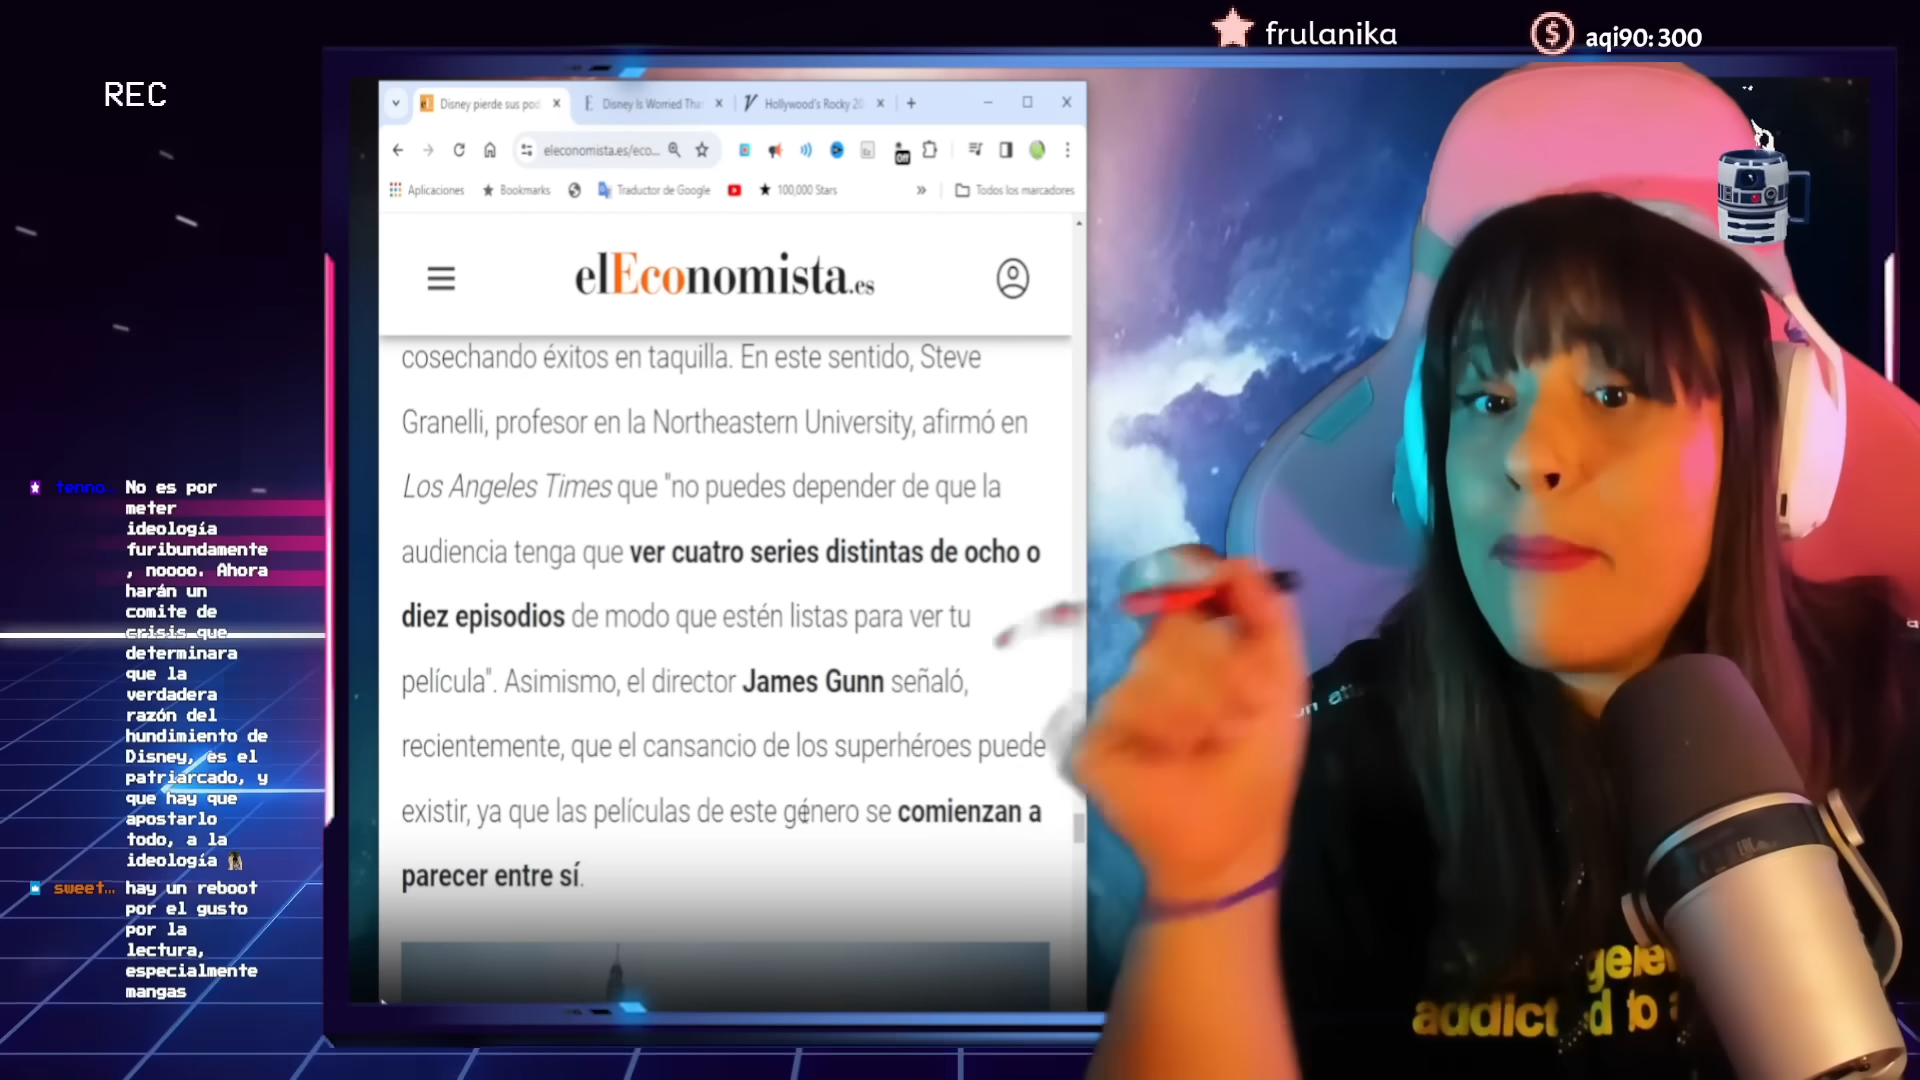 frulanika
aqi90: 300
REC
Disney pierde sus pod
Disney Is Worried Tha
Hollywood's Rocky 20
eleconomista.es/eco...
Off
Aplicaciones
Bookmarks
Traductor de Google
100,000 Stars
Todos los marcadores
elEconomista.es
cosechando éxitos en taquilla. En este sentido, Steve
Granelli, profesor en la Northeastern University, afirmó en
Los Angeles Times que "no puedes depender de que la
audiencia tenga que ver cuatro series distintas de ocho o
diez episodios de modo que estén listas para ver tu
película". Asimismo, el director James Gunn señaló,
recientemente, que el cansancio de los superhéroes puede
existir, ya que las películas de este género se comienzan a
parecer entre sí.
tenno... No es por
meter
ideología
furibundamente
, noooo. Ahora
harán un
comite de
crisis que
determinara
que la
verdadera
razón del
hundimiento de
Disney, es el
patriarcado, y
que hay que
apostarlo
todo, a la
ideología
sweet... hay un reboot
por el gusto
por la
lectura,
especialmente
mangas
addict